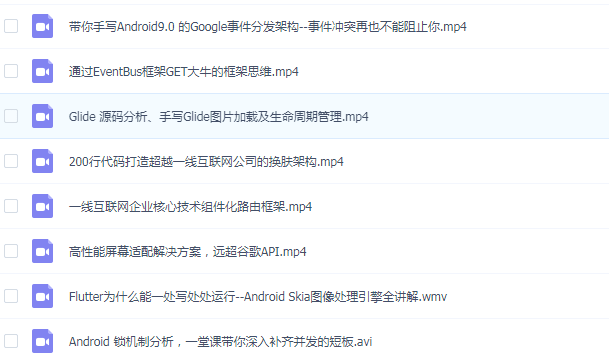 带你手写Android9.0 的Google事件分发架构--事件冲突再也不能阻止你.mp4
通过EventBus框架GET大牛的框架思维.mp4
Glide 源码分析、手写Glide图片加载及生命周期管理.mp4
200行代码打造超越一线互联网公司的换肤架构.mp4
一线互联网企业核心技术组件化路由框架.mp4
高性能屏幕适配解决方案，远超谷歌API.mp4
Flutter为什么能一处写处处运行--Android Skia图像处理引擎全讲解.wmv
Android 锁机制分析，一堂课带你深入补齐并发的短板.avi